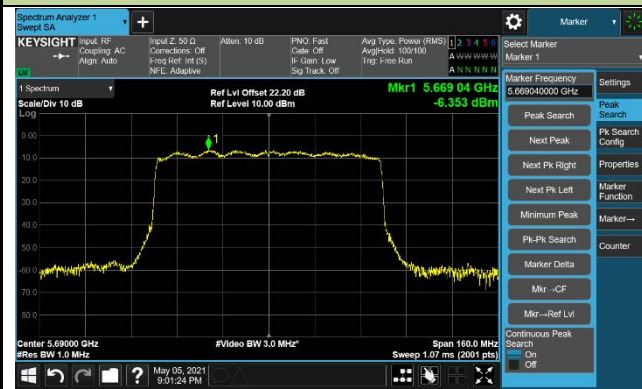 Spectrum Analyzer 1
Swept SA
Marker
KEYSIGHT
Input: RF
Coupling: AC
Align: Auto
Input Z: 50 Ω
Corrections: Off
Freq Ref: Int (S)
NFE: Adaptive
Atten: 10 dB
PNO: Fast
Gate: Off
IF Gain: Low
Sig Track: Off
Avg Type: Power (RMS)
Avg|Hold: 100/100
Trig: Free Run
1 2 3 4 5 6
A W W W W W
A N N N N N
LXI
Select Marker
Marker 1
1 Spectrum
Scale/Div 10 dB
Log
Ref Lvl Offset 22.20 dB
Ref Level 10.00 dBm
Mkr1 5.669 04 GHz
-6.353 dBm
Marker Frequency
5.669040000 GHz
Peak Search
Next Peak
Next Pk Right
Next Pk Left
Minimum Peak
Pk-Pk Search
Marker Delta
Mkr→CF
Mkr→Ref Lvl
Continuous Peak
Search
On
Off
Settings
Peak
Search
Pk Search
Config
Properties
Marker
Function
Marker→
Counter
1
0.00
10.0
20.0
30.0
40.0
50.0
60.0
70.0
80.0
Center 5.69000 GHz
#Res BW 1.0 MHz
#Video BW 3.0 MHz*
Span 160.0 MHz
Sweep 1.07 ms (2001 pts)
?
May 05, 2021
9:01:24 PM